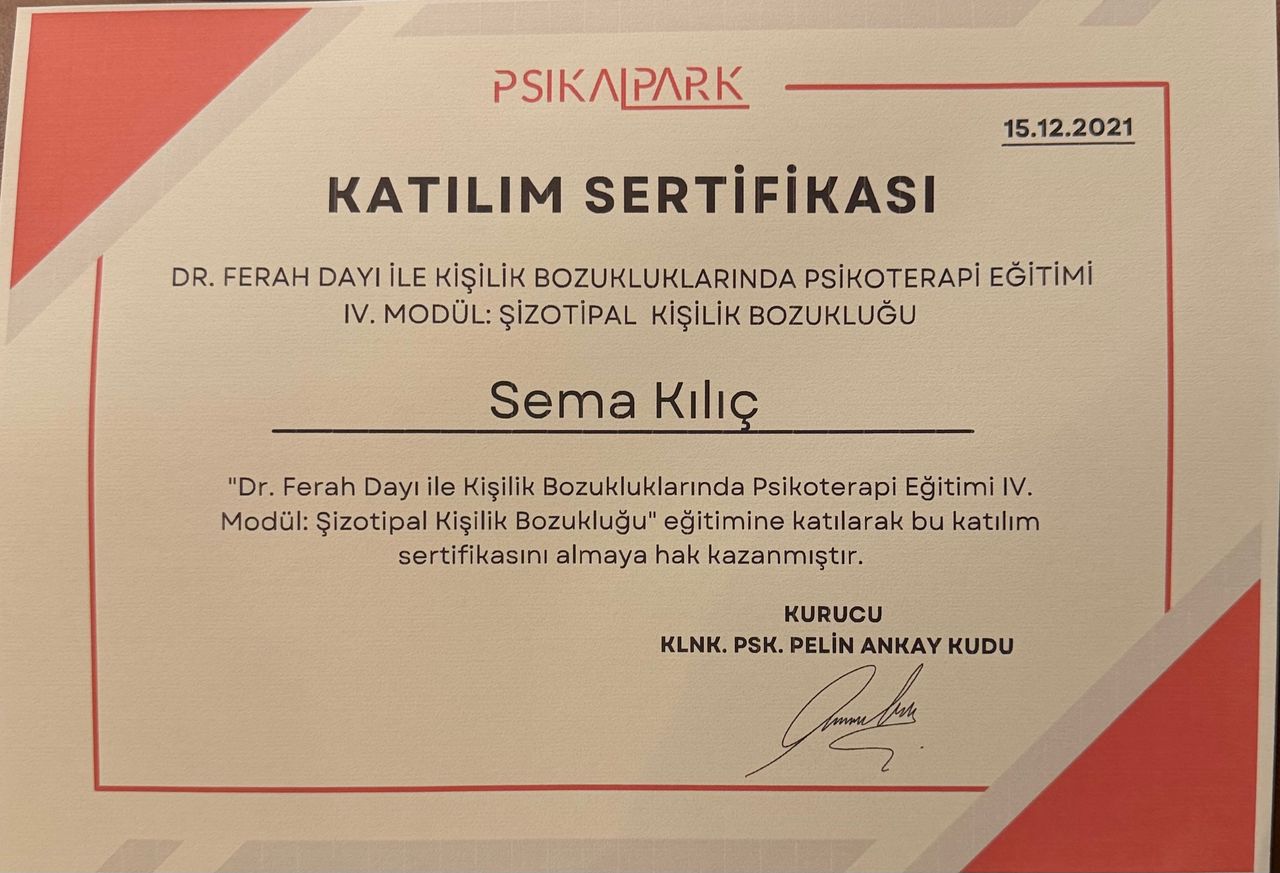 PSIKALPARK
15.12.2021
KATILIM SERTİFİKASI
DR. FERAH DAYI İLE KİŞİLİK BOZUKLUKLARINDA PSİKOTERAPİ EĞİTİMİ
IV. MODÜL: ŞİZOTİPAL KİŞİLİK BOZUKLUĞU
Sema Kılıç
"Dr. Ferah Dayı ile Kişilik Bozukluklarında Psikoterapi Eğitimi IV.
Modül: Şizotipal Kişilik Bozukluğu" eğitimine katılarak bu katılım
sertifikasını almaya hak kazanmıştır.
KURUCU
KLNK. PSK. PELİN ANKAY KUDU